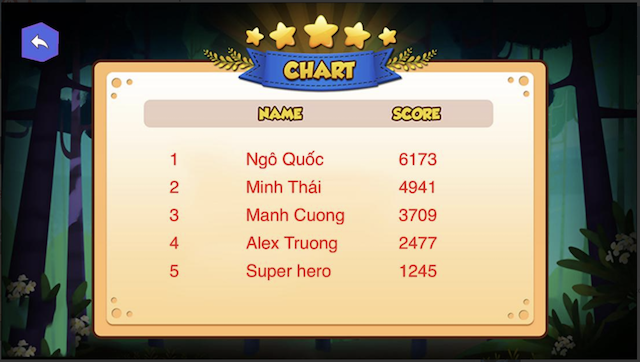 CHART
NAME SCORE
1 Ngô Quốc 6173
2 Minh Thái 4941
3 Manh Cuong 3709
4 Alex Truong 2477
5 Super hero 1245